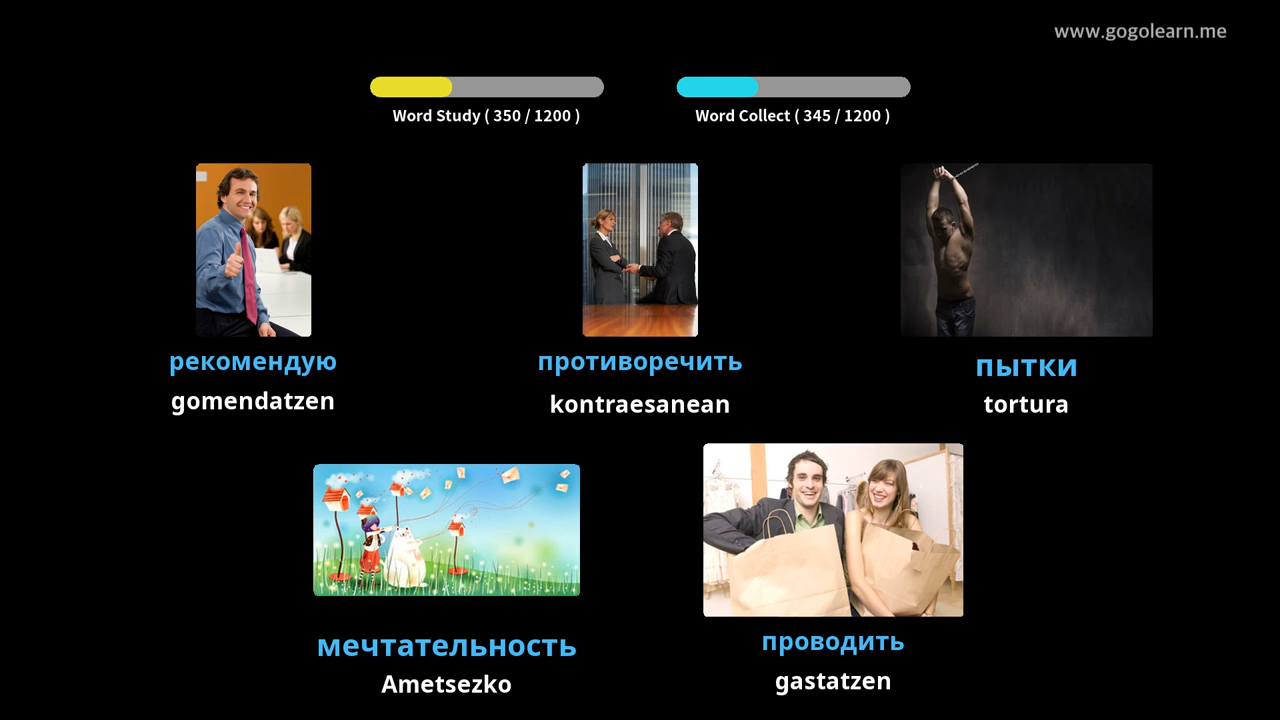 www.gogolearn.me
Word Study ( 350 / 1200 )
Word Collect ( 345 / 1200 )
рекомендую
противоречить
пытки
gomendatzen
kontraesanean
tortura
мечтательность
проводить
Ametsezko
gastatzen